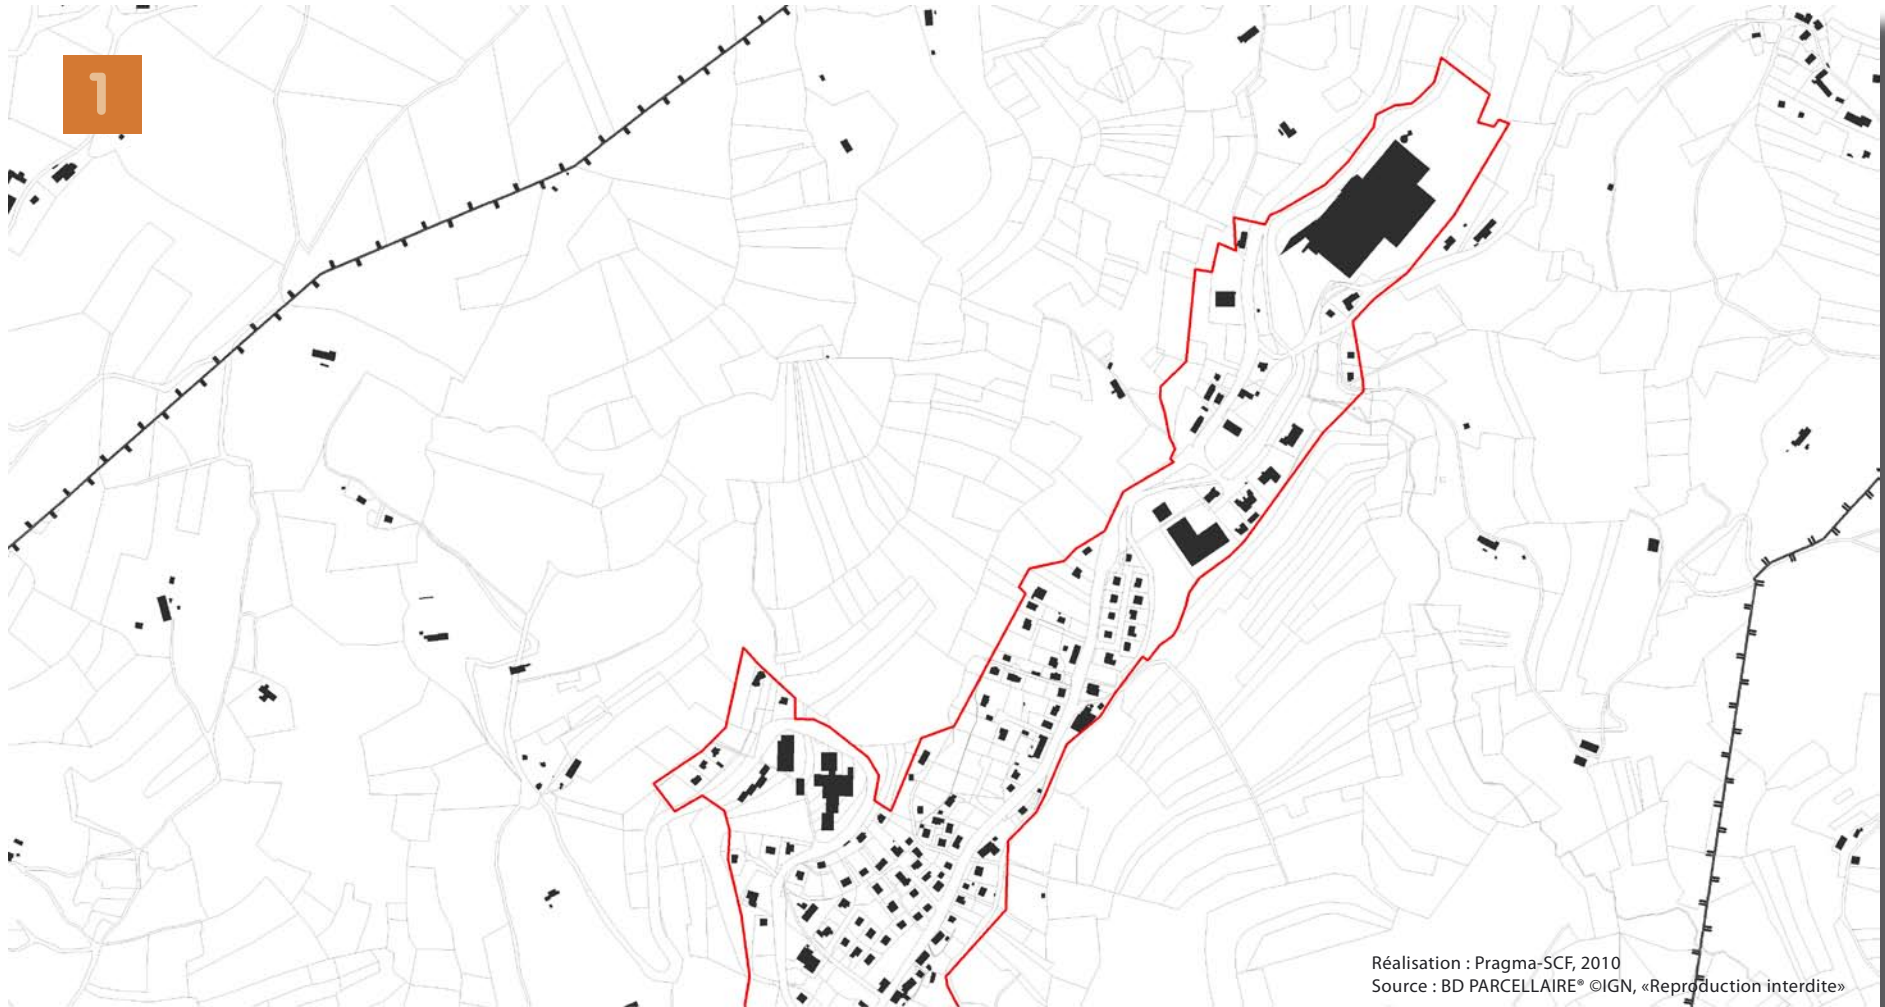 1
Réalisation : Pragma-SCF, 2010
Source : BD PARCELLAIRE® ©IGN, «Reproduction interdite»